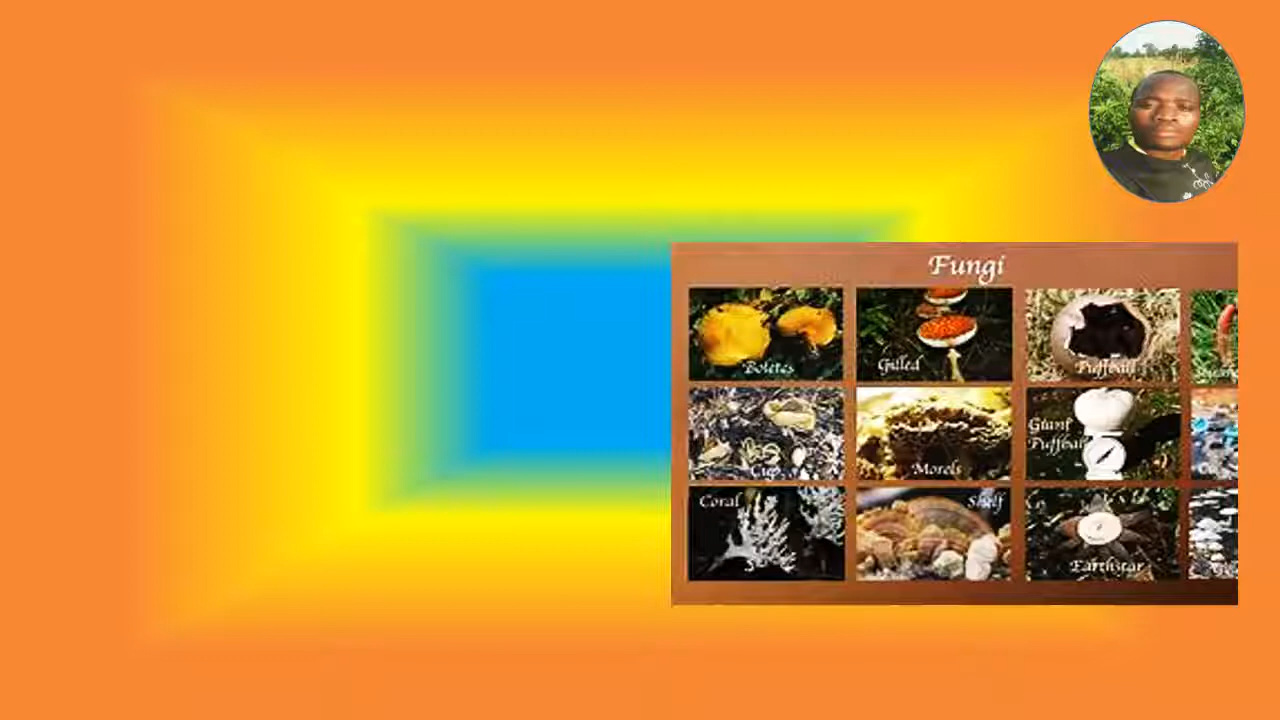 Fungi
Boletes
Gilled
Puffball
Cup
Morels
Giant
Puffball
Coral
Shelf
Earthstar